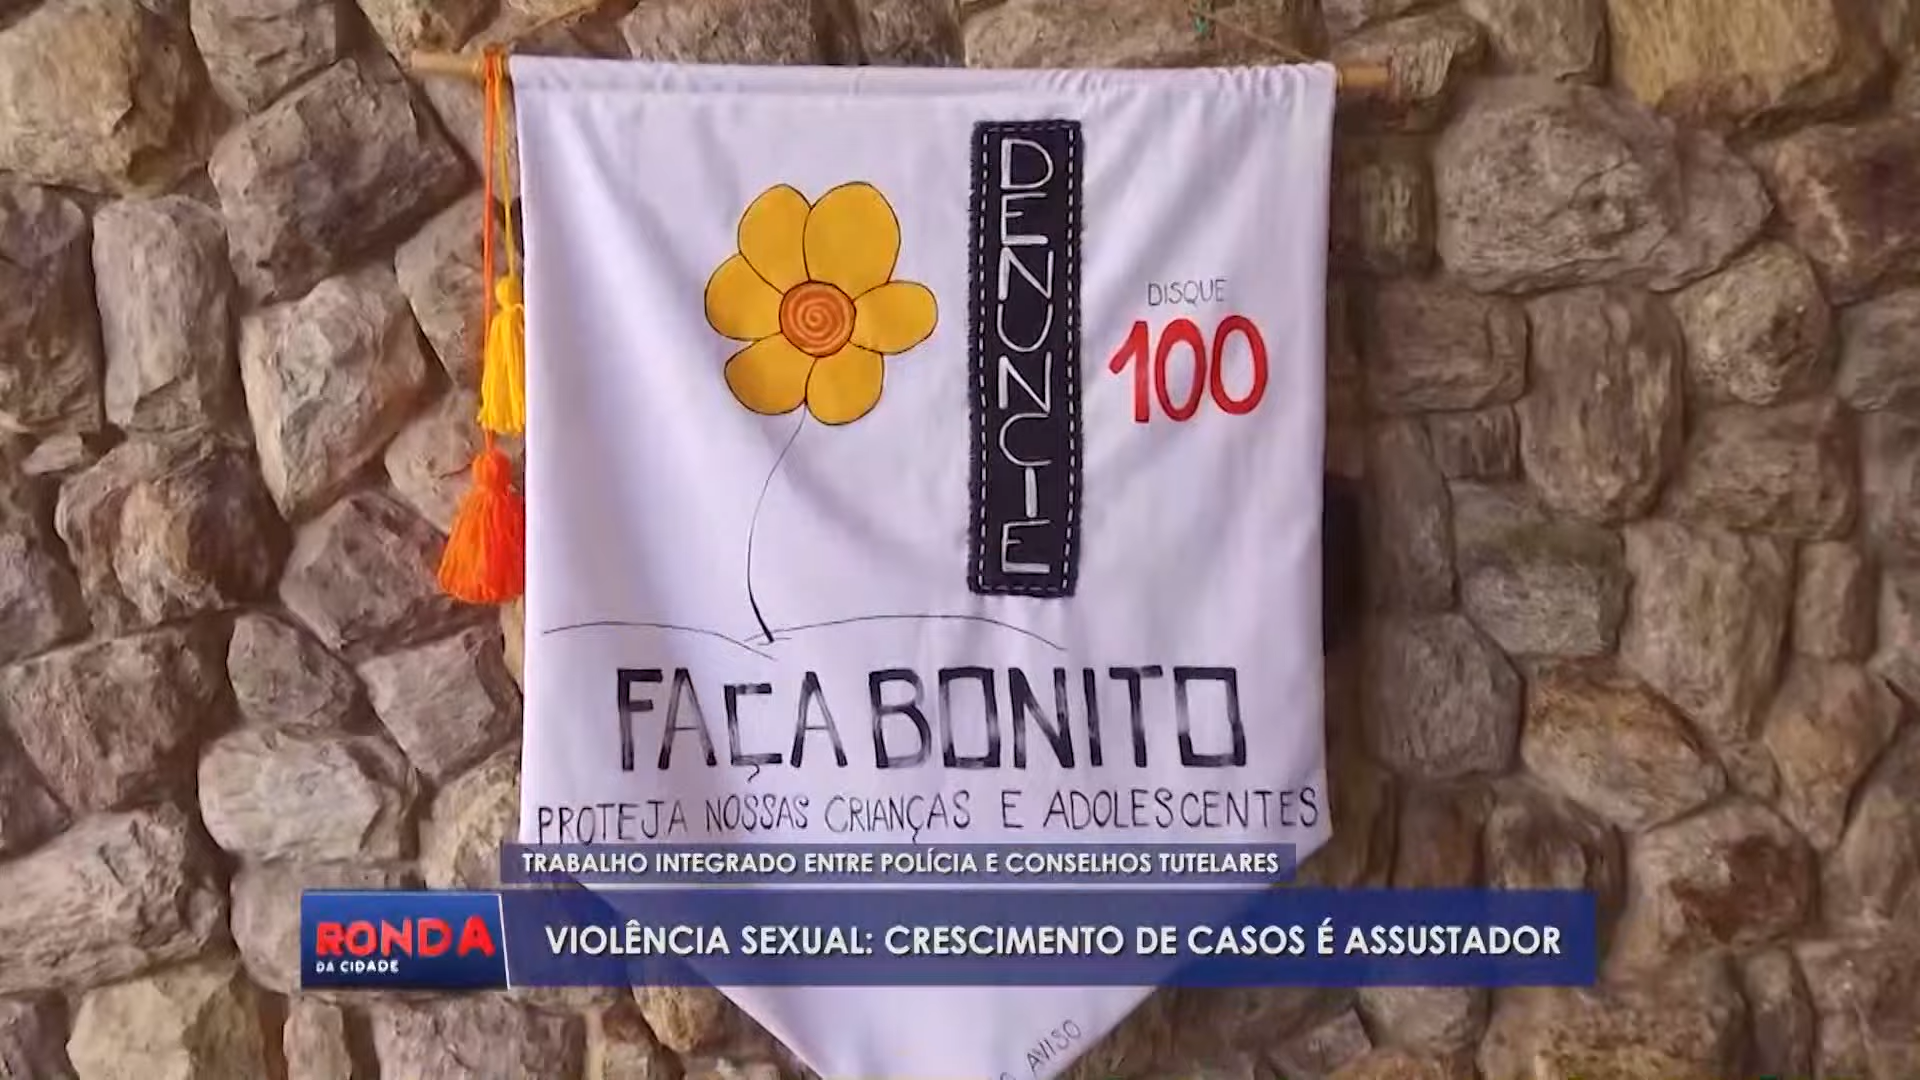 DENUNCIE
DISQUE
100
FAÇA BONITO
PROTEJA NOSSAS CRIANÇAS E ADOLESCENTES
TRABALHO INTEGRADO ENTRE POLÍCIA E CONSELHOS TUTELARES
RONDA
DA CIDADE
VIOLÊNCIA SEXUAL: CRESCIMENTO DE CASOS É ASSUSTADOR
AVISO